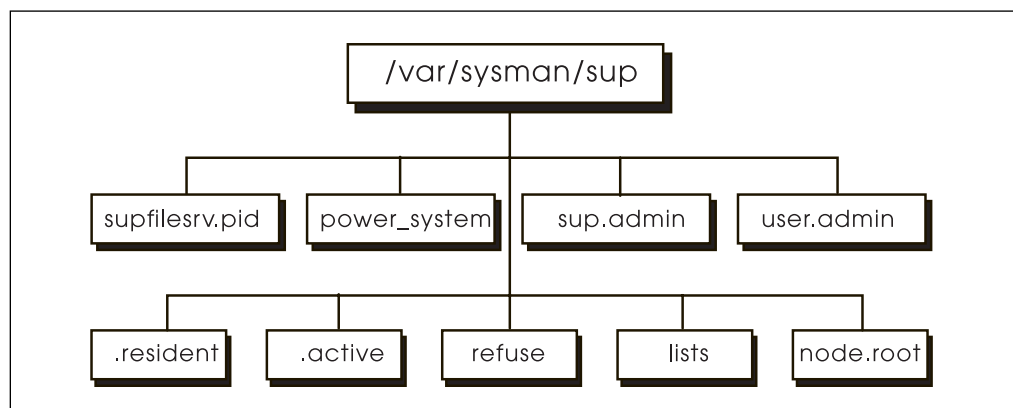 /var/sysman/sup
supfilesrv.pid
power_system
sup.admin
user.admin
.resident
.active
refuse
lists
node.root